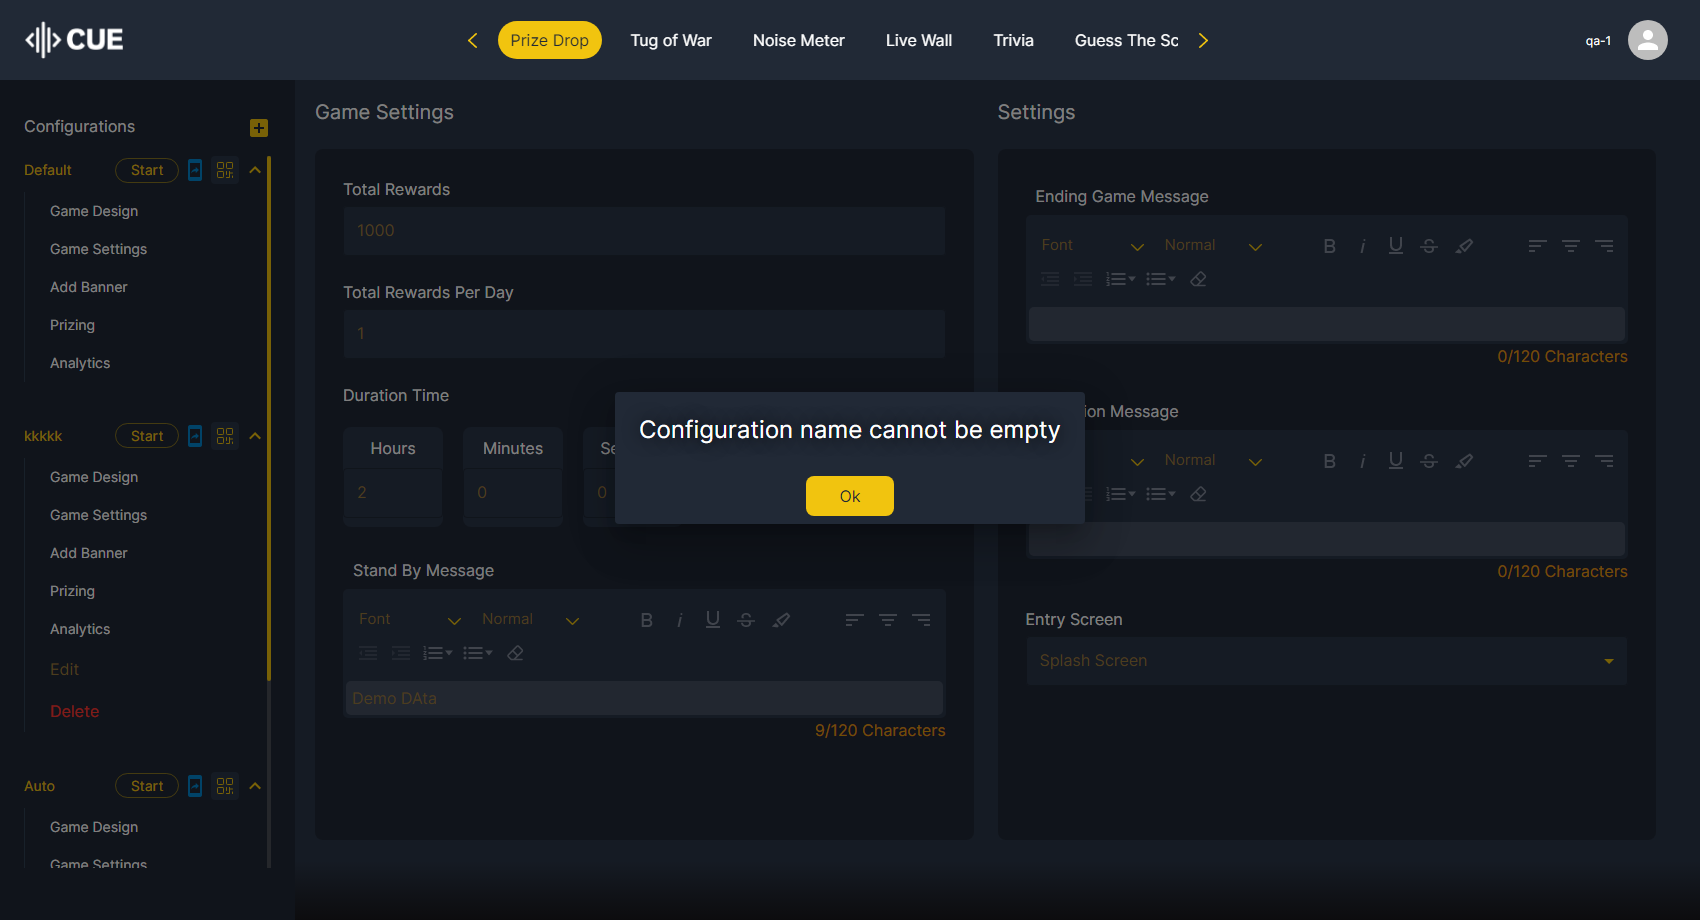 CUE
Prize Drop
Tug of War
Noise Meter
Live Wall
Trivia
Guess The Sc
qa-1
Configurations
Default
Start
Game Design
Game Settings
Add Banner
Prizing
Analytics
kkkkk
Start
Game Design
Game Settings
Add Banner
Prizing
Analytics
Edit
Delete
Auto
Start
Game Design
Game Settings
Game Settings
Total Rewards
1000
Total Rewards Per Day
1
Duration Time
Hours
Minutes
Se
2
0
0
Stand By Message
Font
Normal
Demo DAta
9/120 Characters
Settings
Ending Game Message
Font
Normal
0/120 Characters
ion Message
Normal
0/120 Characters
Entry Screen
Splash Screen
Configuration name cannot be empty
Ok